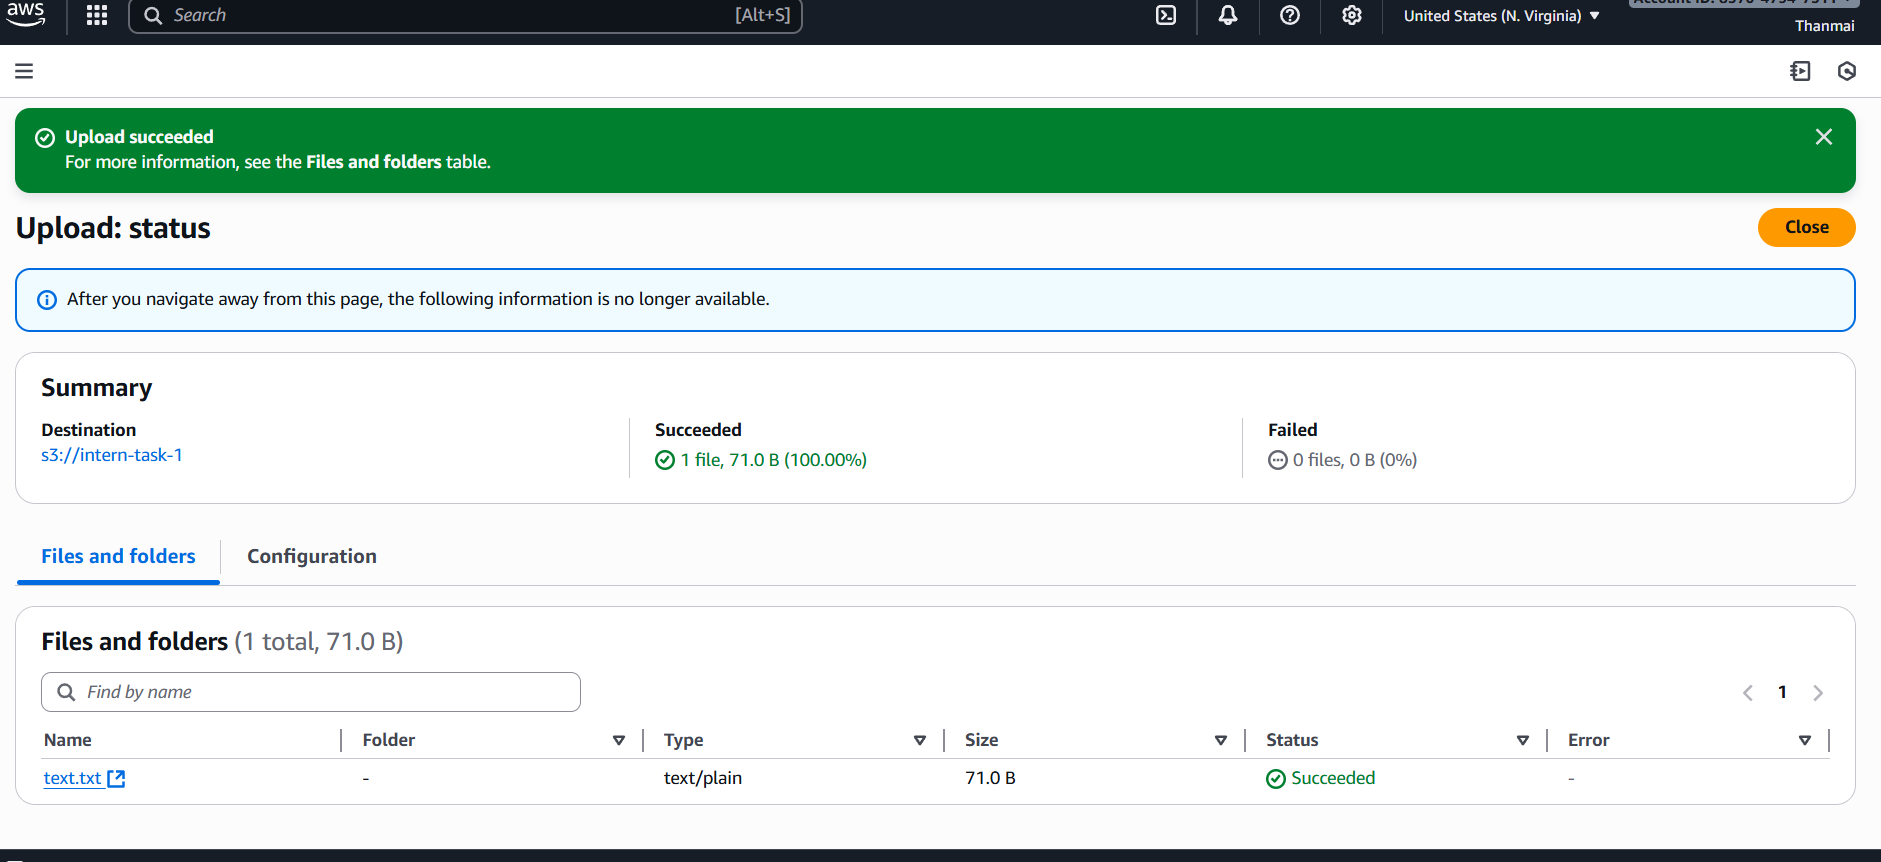 aws
Search [Alt+S]
United States (N. Virginia)
Thanmai
Upload succeeded
For more information, see the Files and folders table.
Upload: status
Close
After you navigate away from this page, the following information is no longer available.
Summary
Destination
s3://intern-task-1
Succeeded
1 file, 71.0 B (100.00%)
Failed
0 files, 0 B (0%)
Files and folders
Configuration
Files and folders (1 total, 71.0 B)
Find by name
1
Name Folder Type Size Status Error
text.txt - text/plain 71.0 B Succeeded -